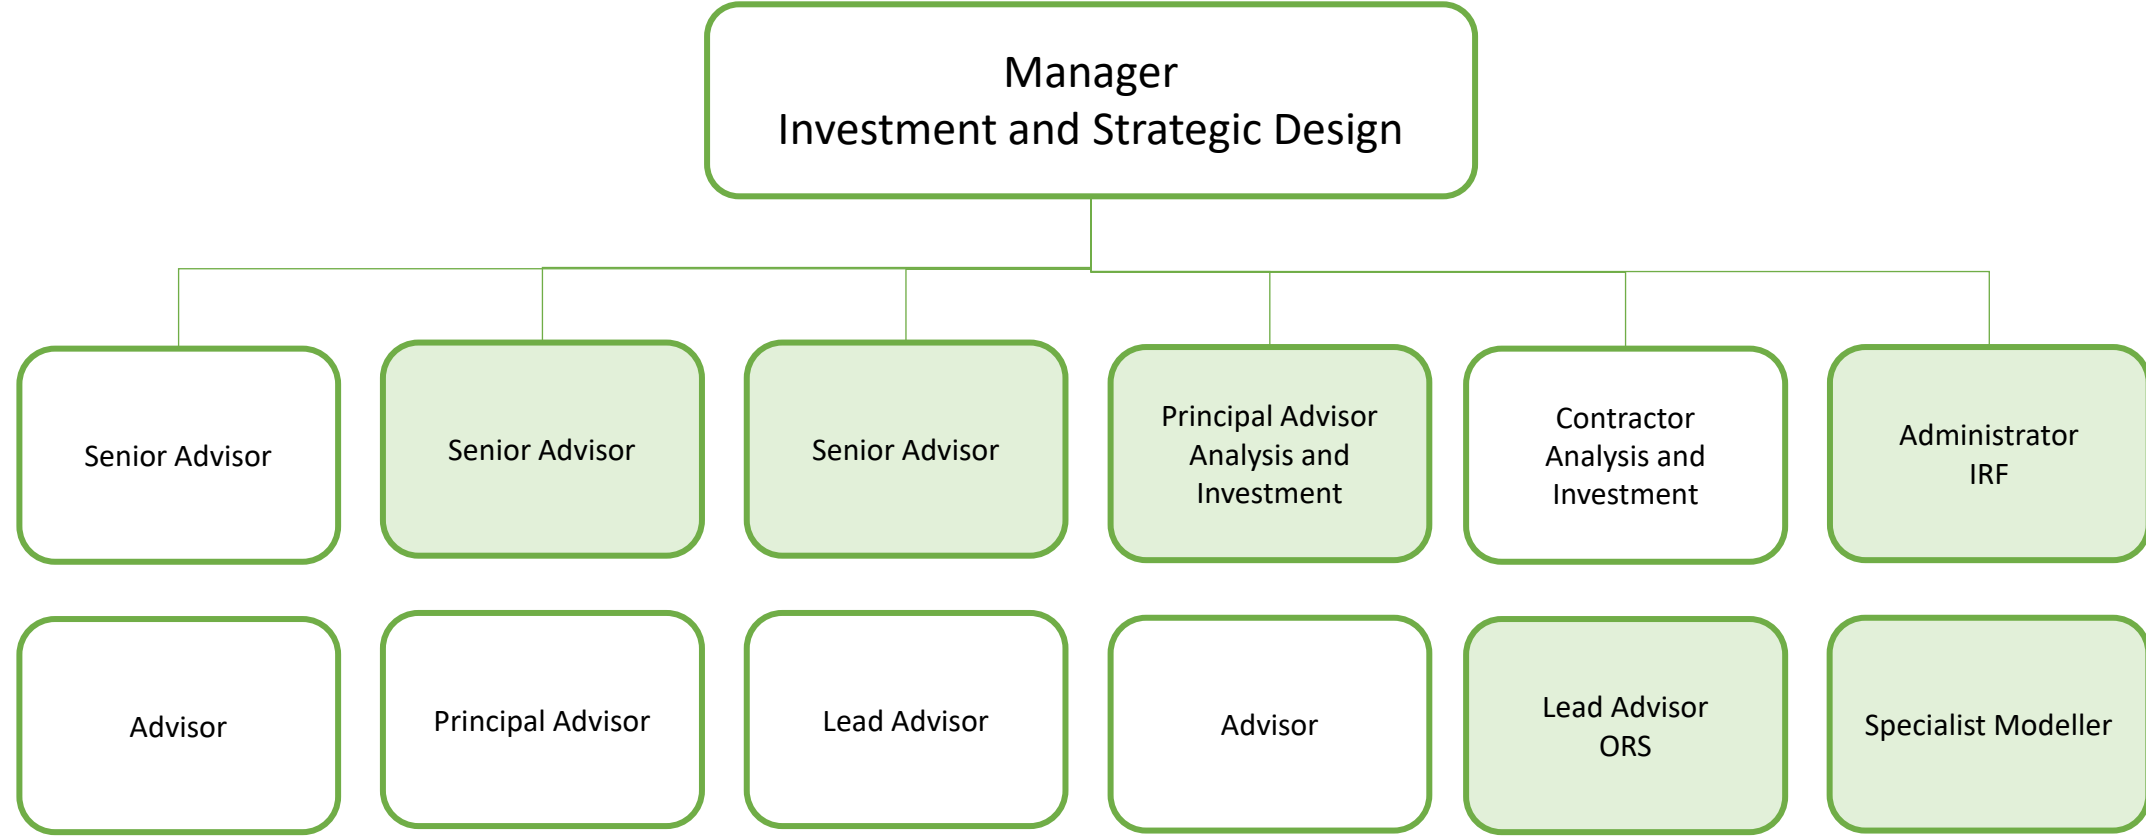 Manager
Investment and Strategic Design
Senior Advisor
Senior Advisor
Senior Advisor
Principal Advisor
Analysis and
Investment
Contractor
Analysis and
Investment
Administrator
IRF
Advisor
Principal Advisor
Lead Advisor
Advisor
Lead Advisor
ORS
Specialist Modeller